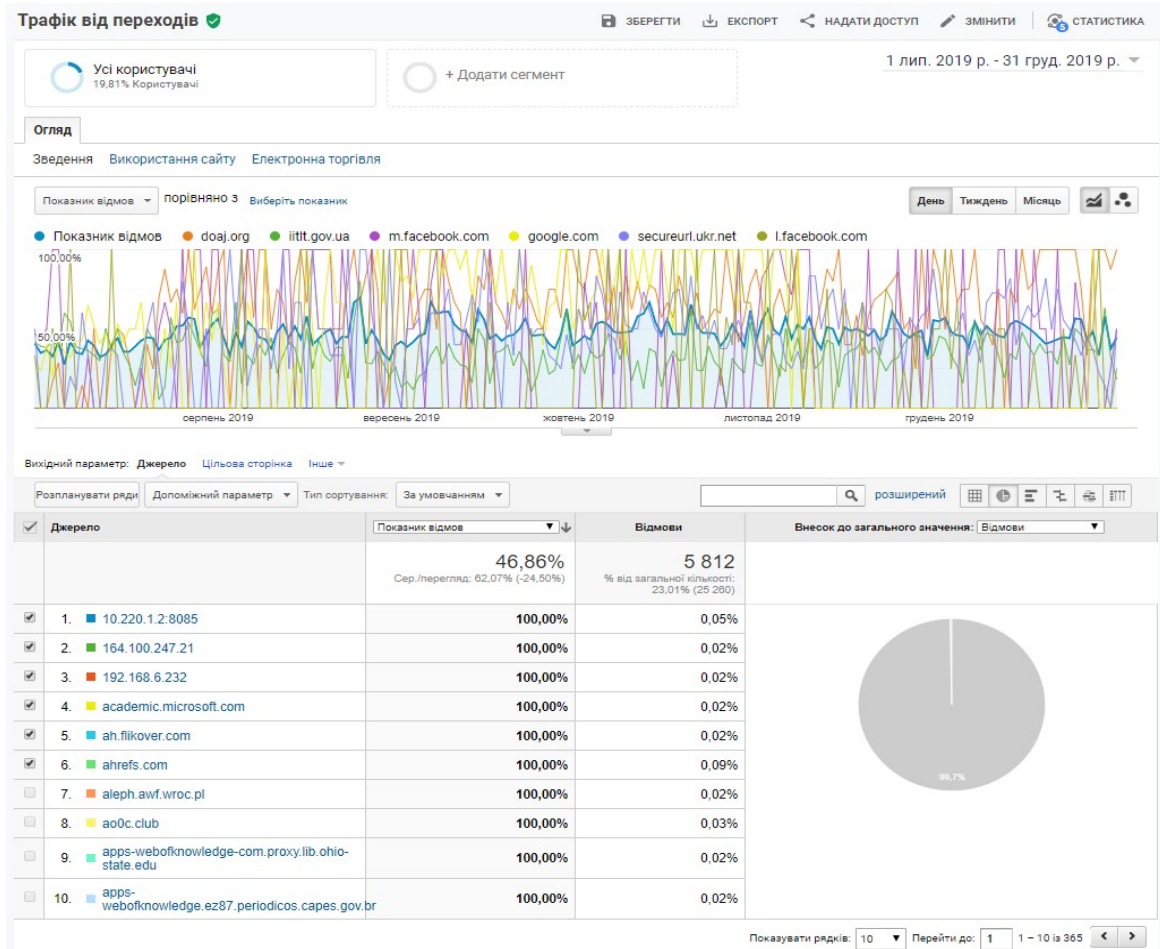 Трафік від переходів
ЗБЕРЕГТИ ЕКСПОРТ НАДАТИ ДОСТУП ЗМІНИТИ 5 СТАТИСТИКА
Усі користувачі
19,81% Користувачі
+ Додати сегмент
1 лип. 2019 р. - 31 груд. 2019 р.
Огляд
Зведення Використання сайту Електронна торгівля
Показник відмов порівняно з Виберіть показник
День Тиждень Місяць
Показник відмов doaj.org iitlt.gov.ua m.facebook.com google.com secureurl.ukr.net l.facebook.com
100,00%
50,00%
серпень 2019 вересень 2019 жовтень 2019 листопад 2019 грудень 2019
Вихідний параметр: Джерело Цільова сторінка Інше
Розпланувати ряди Допоміжний параметр Тип сортування: За умовчанням розширений
Джерело Показник відмов Відмови Внесок до загального значення: Відмови
46,86% 5 812
Сер./перегляд: 62,07% (-24,50%) % від загальної кількості:
23,01% (25 260)
1. 10.220.1.2:8085 100,00% 0,05%
2. 164.100.247.21 100,00% 0,02%
3. 192.168.6.232 100,00% 0,02%
4. academic.microsoft.com 100,00% 0,02%
5. ah.flikover.com 100,00% 0,02%
6. ahrefs.com 100,00% 0,09%
99,7%
7. aleph.awf.wroc.pl 100,00% 0,02%
8. ao0c.club 100,00% 0,03%
9. apps-webofknowledge-com.proxy.lib.ohio-
state.edu 100,00% 0,02%
10. apps-
webofknowledge.ez87.periodicos.capes.gov.br 100,00% 0,02%
Показувати рядків: 10 Перейти до: 1 1 – 10 із 365